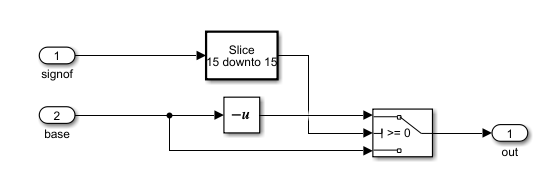 1
signof
Slice
15 downto 15
2
base
-u
>= 0
1
out